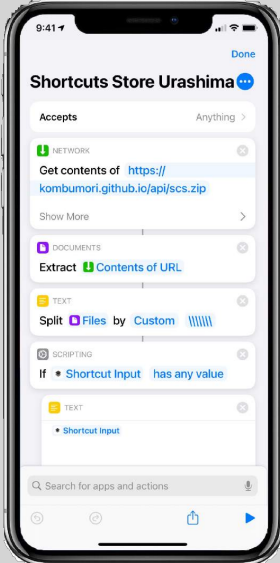 9:41
Done
Shortcuts Store Urashima
Accepts Anything
NETWORK
Get contents of https://
kombumori.github.io/api/scs.zip
Show More
DOCUMENTS
Extract Contents of URL
TEXT
Split Files by Custom \\\\\\\
SCRIPTING
If Shortcut Input has any value
TEXT
Shortcut Input
Search for apps and actions